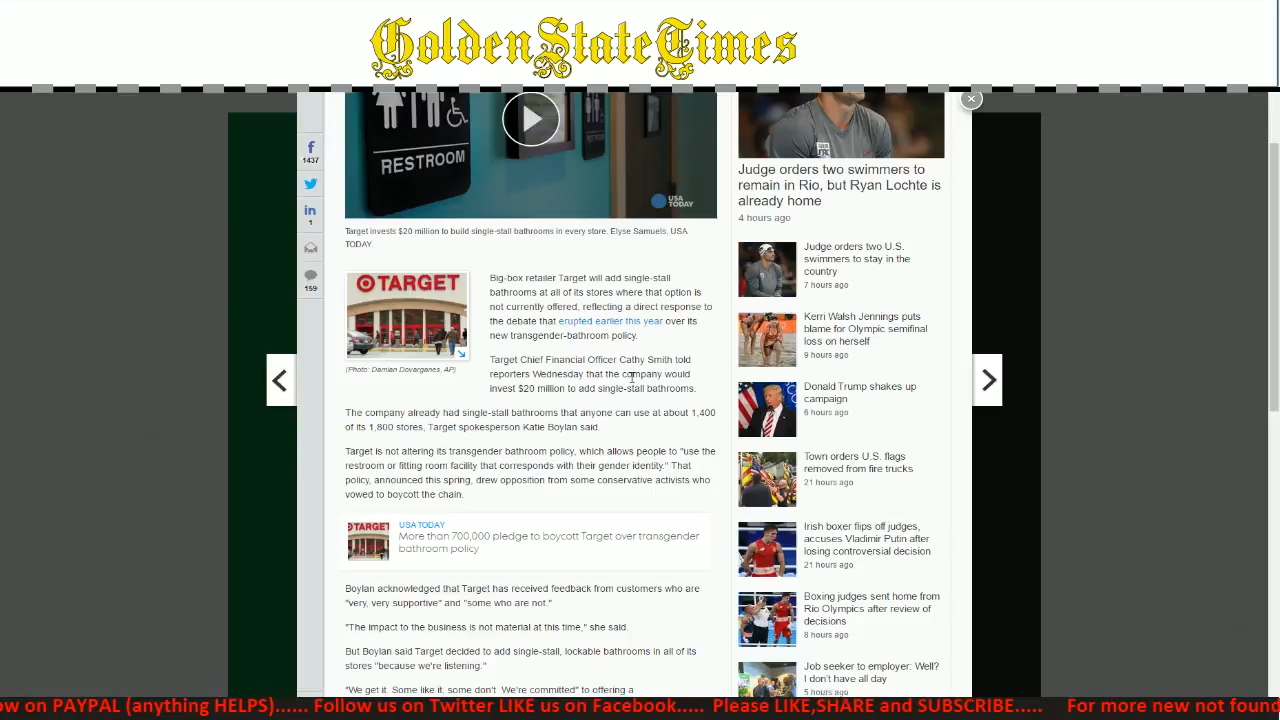 GoldenStateTimes
RESTROOM
USA
TODAY
f
1437
in
1
159
Target invests $20 million to build single-stall bathrooms in every store. Elyse Samuels, USA
TODAY.
TARGET
(Photo: Damian Dovarganes, AP)
Big-box retailer Target will add single-stall
bathrooms at all of its stores where that option is
not currently offered, reflecting a direct response to
the debate that erupted earlier this year over its
new transgender-bathroom policy.
Target Chief Financial Officer Cathy Smith told
reporters Wednesday that the company would
invest $20 million to add single-stall bathrooms.
The company already had single-stall bathrooms that anyone can use at about 1,400
of its 1,800 stores, Target spokesperson Katie Boylan said.
Target is not altering its transgender bathroom policy, which allows people to "use the
restroom or fitting room facility that corresponds with their gender identity." That
policy, announced this spring, drew opposition from some conservative activists who
vowed to boycott the chain.
TARGET
USA TODAY
More than 700,000 pledge to boycott Target over transgender
bathroom policy
Boylan acknowledged that Target has received feedback from customers who are
"very, very supportive" and "some who are not."
"The impact to the business is not material at this time," she said.
But Boylan said Target decided to add single-stall, lockable bathrooms in all of its
stores "because we're listening."
"We get it. Some like it, some don't. We're committed" to offering a
Judge orders two swimmers to
remain in Rio, but Ryan Lochte is
already home
4 hours ago
Judge orders two U.S.
swimmers to stay in the
country
7 hours ago
Kerri Walsh Jennings puts
blame for Olympic semifinal
loss on herself
9 hours ago
Donald Trump shakes up
campaign
6 hours ago
Town orders U.S. flags
removed from fire trucks
21 hours ago
Irish boxer flips off judges,
accuses Vladimir Putin after
losing controversial decision
21 hours ago
Boxing judges sent home from
Rio Olympics after review of
decisions
8 hours ago
Job seeker to employer: Well?
I don't have all day
5 hours ago
ow on PAYPAL (anything HELPS)...... Follow us on Twitter LIKE us on Facebook..... Please LIKE,SHARE and SUBSCRIBE..... For more new not found